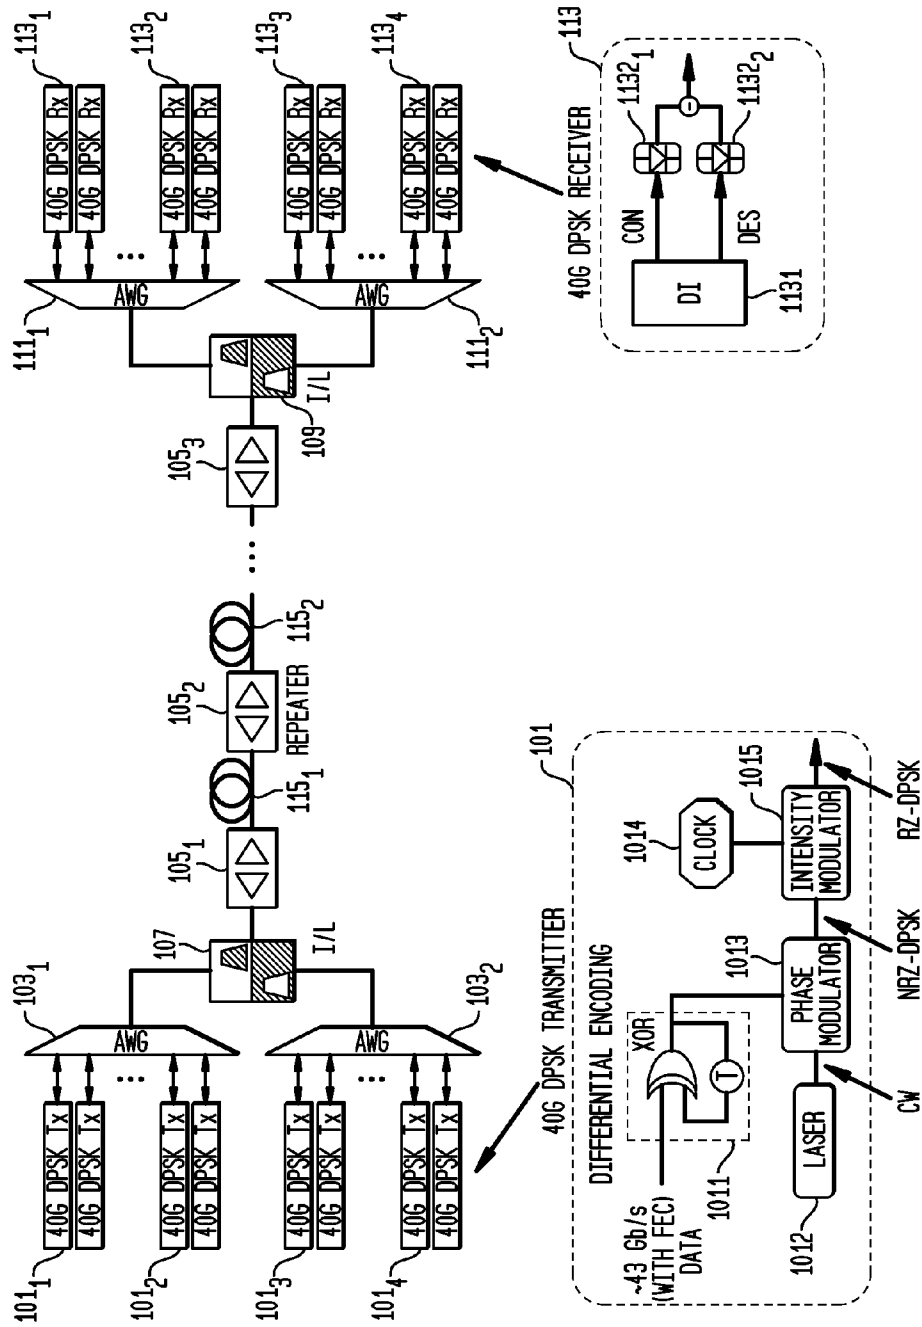 101₁
40G DPSK Tx
40G DPSK Tx
101₂
40G DPSK Tx
40G DPSK Tx
...
101₃
40G DPSK Tx
40G DPSK Tx
101₄
40G DPSK Tx
40G DPSK Tx
...
103₁
AWG
103₂
AWG
107
I/L
105₁
115₁
105₂
REPEATER
115₂
...
105₃
109
I/L
111₁
AWG
111₂
AWG
113₁
40G DPSK Rx
40G DPSK Rx
...
113₂
40G DPSK Rx
40G DPSK Rx
113₃
40G DPSK Rx
40G DPSK Rx
...
113₄
40G DPSK Rx
40G DPSK Rx
40G DPSK TRANSMITTER
101
DIFFERENTIAL ENCODING
XOR
T
1011
~43 Gb/s
(WITH FEC)
DATA
1012
LASER
CW
1013
PHASE
MODULATOR
NRZ-DPSK
1014
CLOCK
1015
INTENSITY
MODULATOR
RZ-DPSK
40G DPSK RECEIVER
113
DI
1131
CON
DES
1132₁
1132₂
-